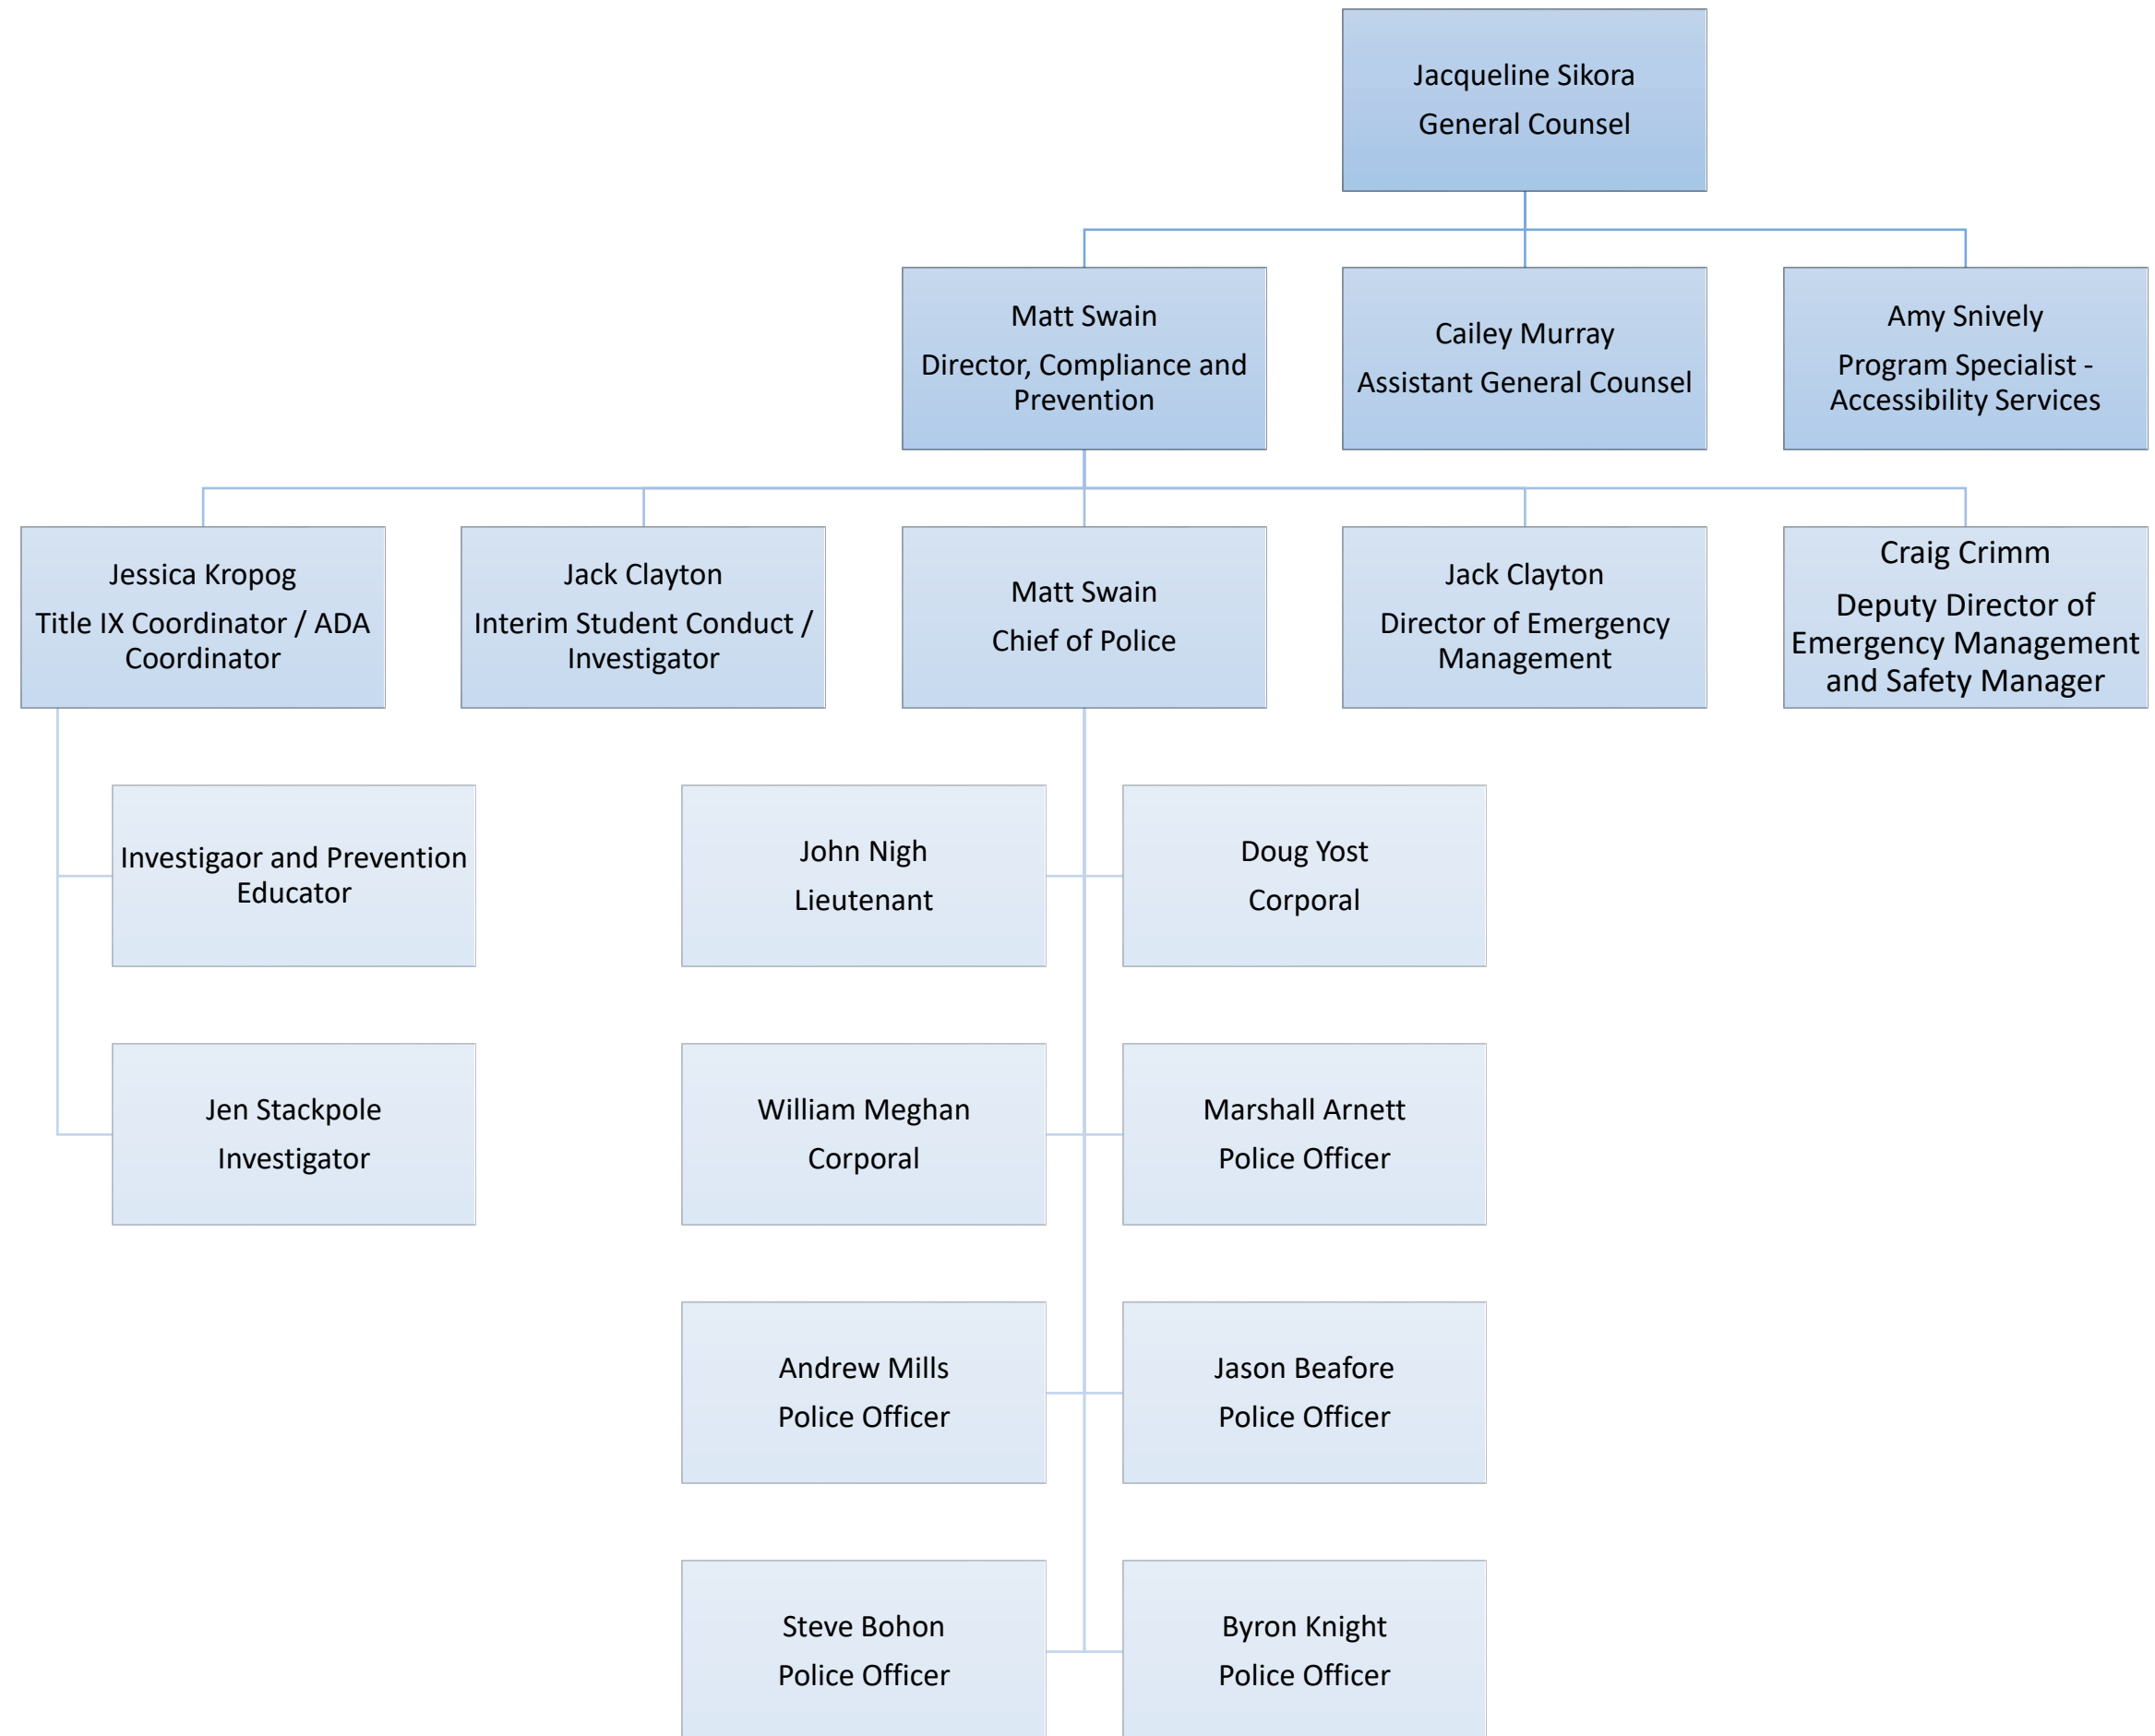 Jacqueline Sikora
General Counsel
Matt Swain
Director, Compliance and
Prevention
Cailey Murray
Assistant General Counsel
Amy Snively
Program Specialist -
Accessibility Services
Jessica Kropog
Title IX Coordinator / ADA
Coordinator
Jack Clayton
Interim Student Conduct /
Investigator
Matt Swain
Chief of Police
Jack Clayton
Director of Emergency
Management
Craig Crimm
Deputy Director of
Emergency Management
and Safety Manager
Investigaor and Prevention
Educator
John Nigh
Lieutenant
Doug Yost
Corporal
Jen Stackpole
Investigator
William Meghan
Corporal
Marshall Arnett
Police Officer
Andrew Mills
Police Officer
Jason Beafore
Police Officer
Steve Bohon
Police Officer
Byron Knight
Police Officer